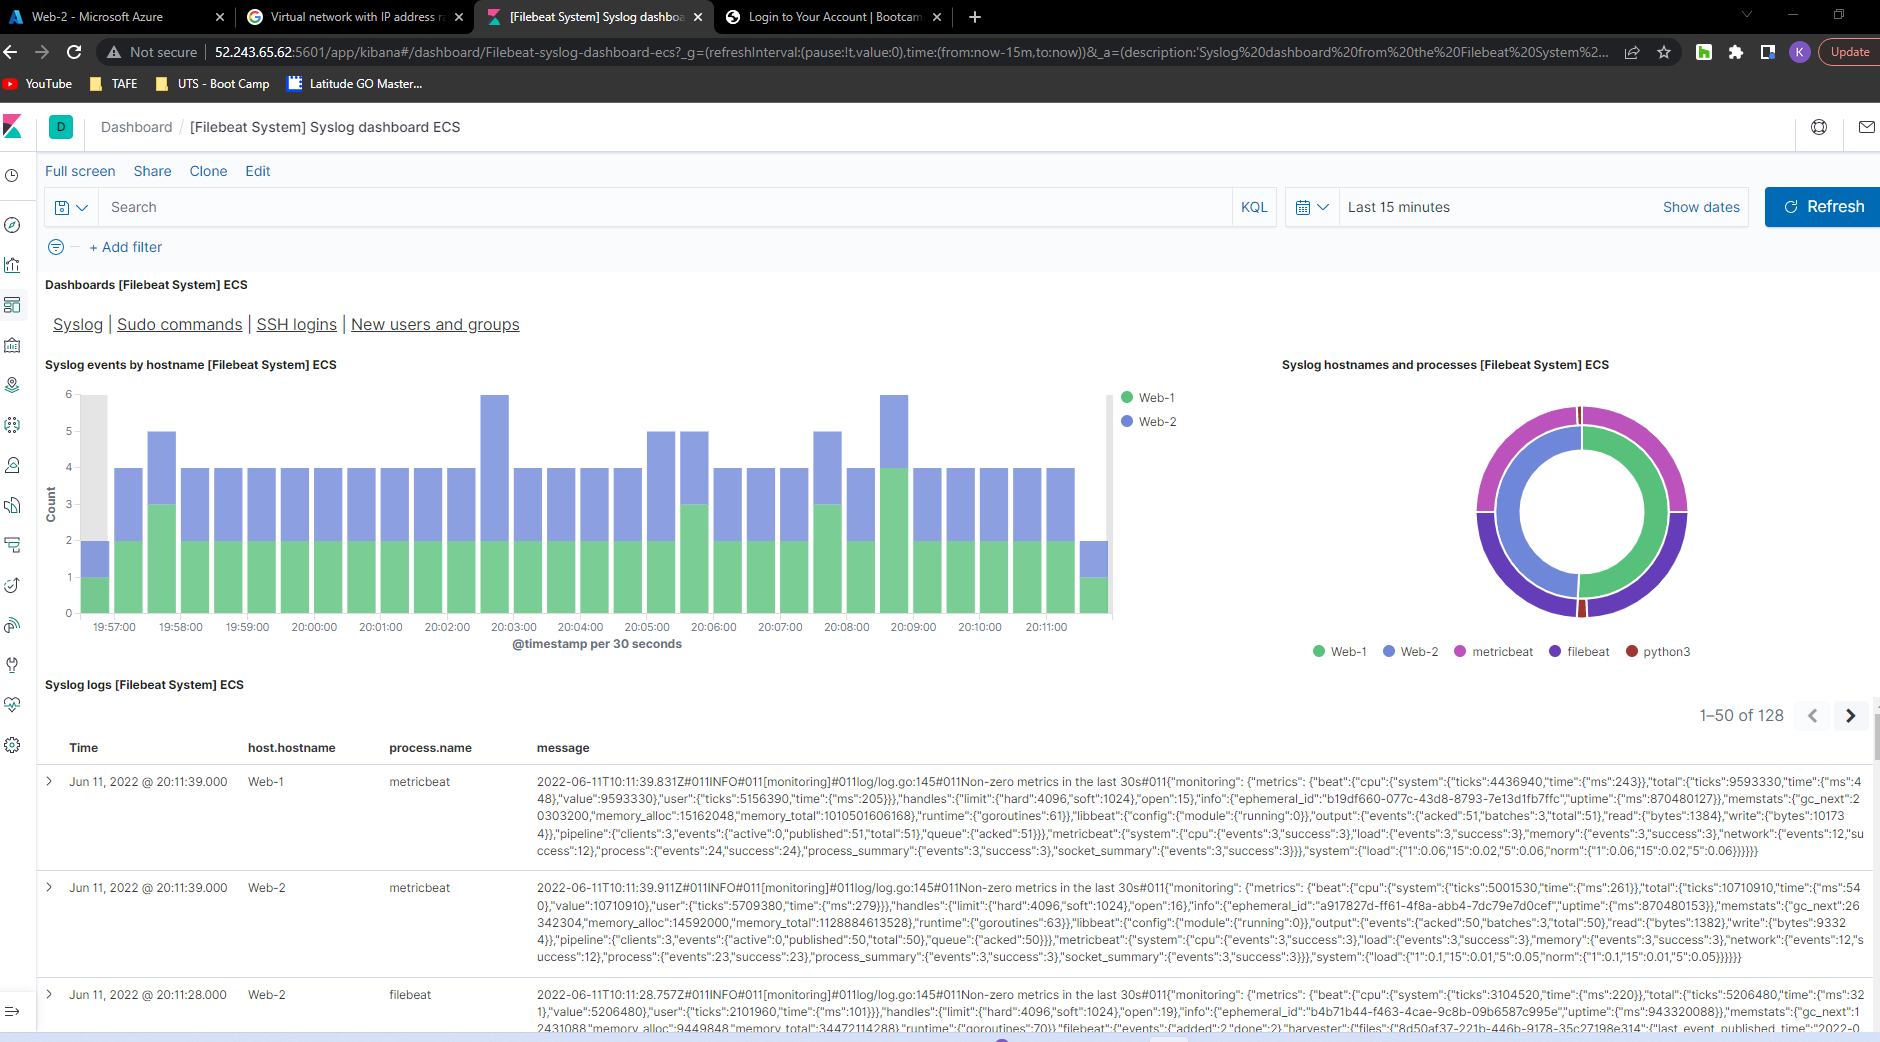 Web-2 - Microsoft Azure
Virtual network with IP address ra
[Filebeat System] Syslog dashboa
Login to Your Account | Bootcam
Not secure
52.243.65.62:5601/app/kibana#/dashboard/Filebeat-syslog-dashboard-ecs?_g=(refreshInterval:(pause:!t,value:0),time:(from:now-15m,to:now))&_a=(description:'Syslog%20dashboard%20from%20the%20Filebeat%20System%2...
K
Update
YouTube
TAFE
UTS - Boot Camp
Latitude GO Master...
D
Dashboard / [Filebeat System] Syslog dashboard ECS
Full screen
Share
Clone
Edit
Search
KQL
Last 15 minutes
Show dates
Refresh
+ Add filter
Dashboards [Filebeat System] ECS
Syslog | Sudo commands | SSH logins | New users and groups
Syslog events by hostname [Filebeat System] ECS
Count
6
5
4
3
2
1
0
19:57:00
19:58:00
19:59:00
20:00:00
20:01:00
20:02:00
20:03:00
20:04:00
20:05:00
20:06:00
20:07:00
20:08:00
20:09:00
20:10:00
20:11:00
@timestamp per 30 seconds
Web-1
Web-2
Syslog hostnames and processes [Filebeat System] ECS
Web-1
Web-2
metricbeat
filebeat
python3
Syslog logs [Filebeat System] ECS
1–50 of 128
Time
host.hostname
process.name
message
Jun 11, 2022 @ 20:11:39.000
Web-1
metricbeat
2022-06-11T10:11:39.831Z#011INFO#011[monitoring]#011log/log.go:145#011Non-zero metrics in the last 30s#011{"monitoring": {"metrics": {"beat":{"cpu":{"system":{"ticks":4436940,"time":{"ms":243}},"total":{"ticks":9593330,"time":{"ms":4
48},"value":9593330},"user":{"ticks":5156390,"time":{"ms":205}}},"handles":{"limit":{"hard":4096,"soft":1024},"open":15},"info":{"ephemeral_id":"b19df660-077c-43d8-8793-7e13d1fb7ffc","uptime":{"ms":870480127}},"memstats":{"gc_next":2
0303200,"memory_alloc":15162048,"memory_total":1010501606168},"runtime":{"goroutines":61}},"libbeat":{"config":{"module":{"running":0}},"output":{"events":{"acked":51,"batches":3,"total":51},"read":{"bytes":1384},"write":{"bytes":10173
4}},"pipeline":{"clients":3,"events":{"active":0,"published":51,"total":51},"queue":{"acked":51}}},"metricbeat":{"system":{"cpu":{"events":3,"success":3},"load":{"events":3,"success":3},"memory":{"events":3,"success":3},"network":{"events":12,"su
ccess":12},"process":{"events":24,"success":24},"process_summary":{"events":3,"success":3},"socket_summary":{"events":3,"success":3}}},"system":{"load":{"1":0.06,"15":0.02,"5":0.06,"norm":{"1":0.06,"15":0.02,"5":0.06}}}}}}
Jun 11, 2022 @ 20:11:39.000
Web-2
metricbeat
2022-06-11T10:11:39.911Z#011INFO#011[monitoring]#011log/log.go:145#011Non-zero metrics in the last 30s#011{"monitoring": {"metrics": {"beat":{"cpu":{"system":{"ticks":5001530,"time":{"ms":261}},"total":{"ticks":10710910,"time":{"ms":54
0},"value":10710910},"user":{"ticks":5709380,"time":{"ms":279}}},"handles":{"limit":{"hard":4096,"soft":1024},"open":16},"info":{"ephemeral_id":"a917827d-ff61-4f8a-abb4-7dc79e7d0cef","uptime":{"ms":870480153}},"memstats":{"gc_next":26
342304,"memory_alloc":14592000,"memory_total":1128884613528},"runtime":{"goroutines":63}},"libbeat":{"config":{"module":{"running":0}},"output":{"events":{"acked":50,"batches":3,"total":50},"read":{"bytes":1382},"write":{"bytes":9332
4}},"pipeline":{"clients":3,"events":{"active":0,"published":50,"total":50},"queue":{"acked":50}}},"metricbeat":{"system":{"cpu":{"events":3,"success":3},"load":{"events":3,"success":3},"memory":{"events":3,"success":3},"network":{"events":12,"s
uccess":12},"process":{"events":23,"success":23},"process_summary":{"events":3,"success":3},"socket_summary":{"events":3,"success":3}}},"system":{"load":{"1":0.1,"15":0.01,"5":0.05,"norm":{"1":0.1,"15":0.01,"5":0.05}}}}}}
Jun 11, 2022 @ 20:11:28.000
Web-2
filebeat
2022-06-11T10:11:28.757Z#011INFO#011[monitoring]#011log/log.go:145#011Non-zero metrics in the last 30s#011{"monitoring": {"metrics": {"beat":{"cpu":{"system":{"ticks":3104520,"time":{"ms":220}},"total":{"ticks":5206480,"time":{"ms":32
1},"value":5206480},"user":{"ticks":2101960,"time":{"ms":101}}},"handles":{"limit":{"hard":4096,"soft":1024},"open":19},"info":{"ephemeral_id":"b4b71b44-f463-4cae-9c8b-09b6587c995e","uptime":{"ms":943320088}},"memstats":{"gc_next":1
2431088,"memory_alloc":9449848,"memory_total":34472114288},"runtime":{"goroutines":70}},"filebeat":{"events":{"added":2,"done":2},"harvester":{"files":{"8d50af37-221b-446b-9178-35c27198e314":{"last_event_published_time":"2022-0